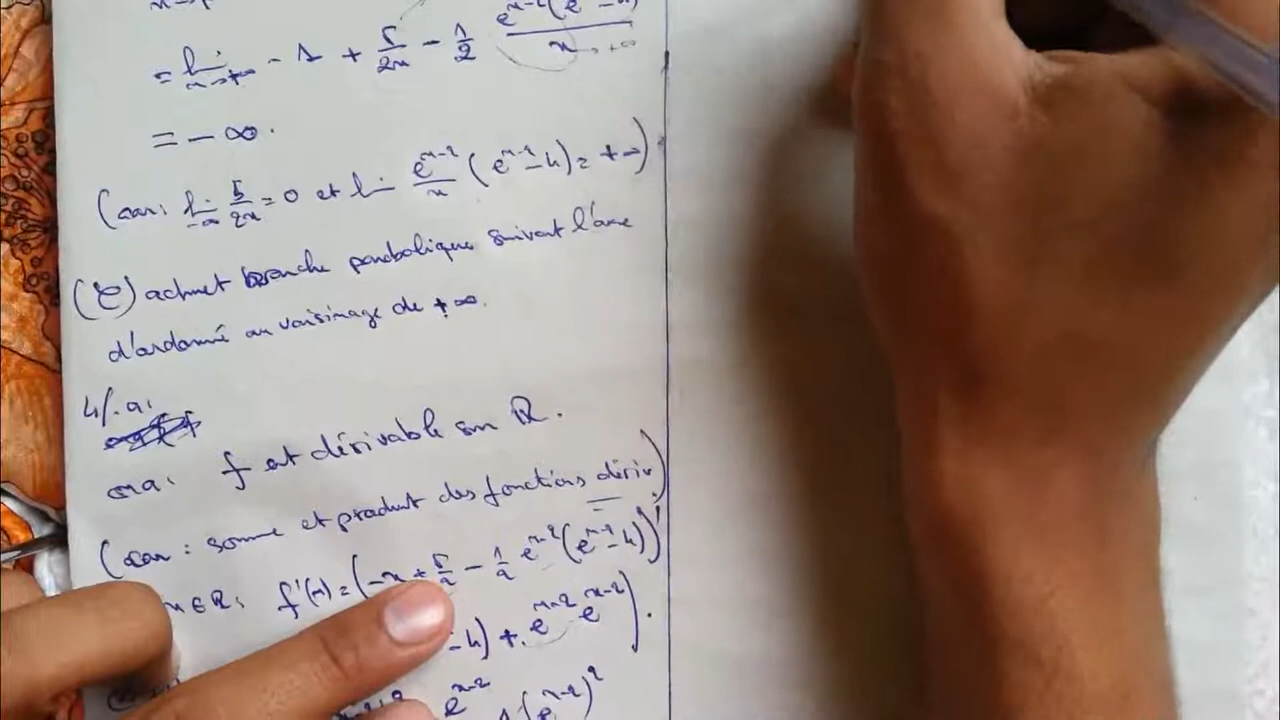 = lim x→+∞ - 1 + 5/2x - 1/2 e^{x-2}(e^{x-2}-4)/x
= - ∞.
(car: lim 5/2x = 0 et lim e^{x-2}/x (e^{x-2}-4) = +∞)
(C) admet branche parabolique suivant l'axe
d'ordonné au voisinage de +∞.
4/.a.
ona: f est dérivable sur ℝ.
(car: somme et produit des fonctions dériv)
x∈ℝ: f'(x) = (-x + 5/2 - 1/2 e^{x-2}(e^{x-2}-4))'
-4) + e^{x-2} e^{x-2}).
e^{x-2} (e^{x-2})^2